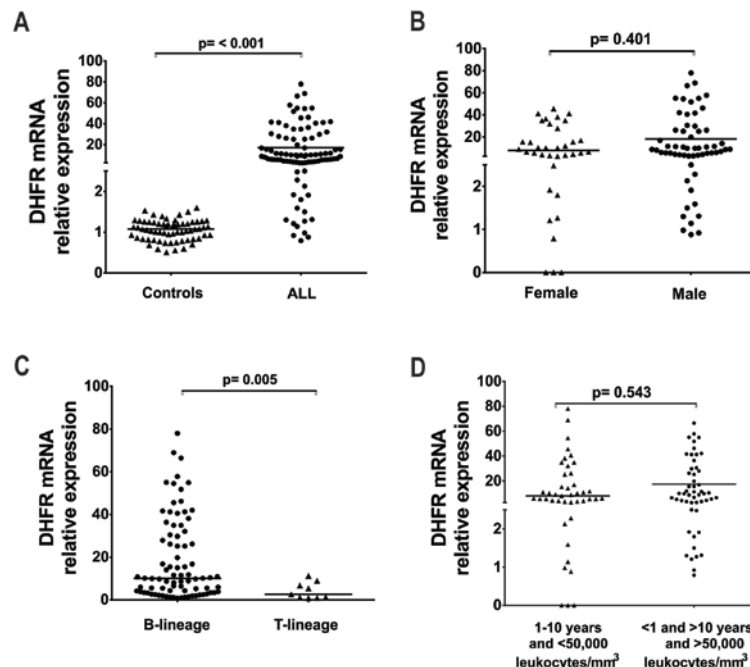 A
p= < 0.001
DHFR mRNA
relative expression
100
80
60
40
20
2
1
0
Controls
ALL
B
p= 0.401
DHFR mRNA
relative expression
100
80
60
40
20
2
1
0
Female
Male
C
p= 0.005
DHFR mRNA
relative expression
100
80
60
40
20
0
B-lineage
T-lineage
D
p= 0.543
DHFR mRNA
relative expression
100
80
60
40
20
2
1
0
1-10 years
and <50,000
leukocytes/mm³
<1 and >10 years
and >50,000
leukocytes/mm³